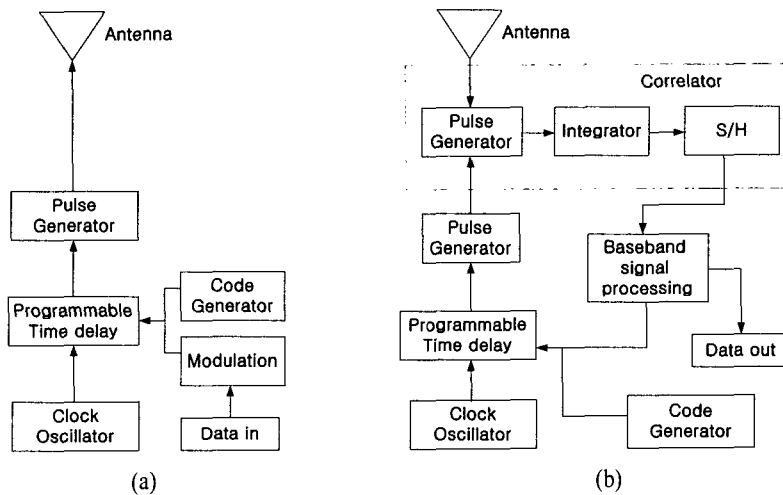 Antenna
Pulse
Generator
Programmable
Time delay
Code
Generator
Modulation
Clock
Oscillator
Data in
(a)
Antenna
Correlator
Pulse
Generator
Integrator
S/H
Pulse
Generator
Baseband
signal
processing
Programmable
Time delay
Data out
Clock
Oscillator
Code
Generator
(b)